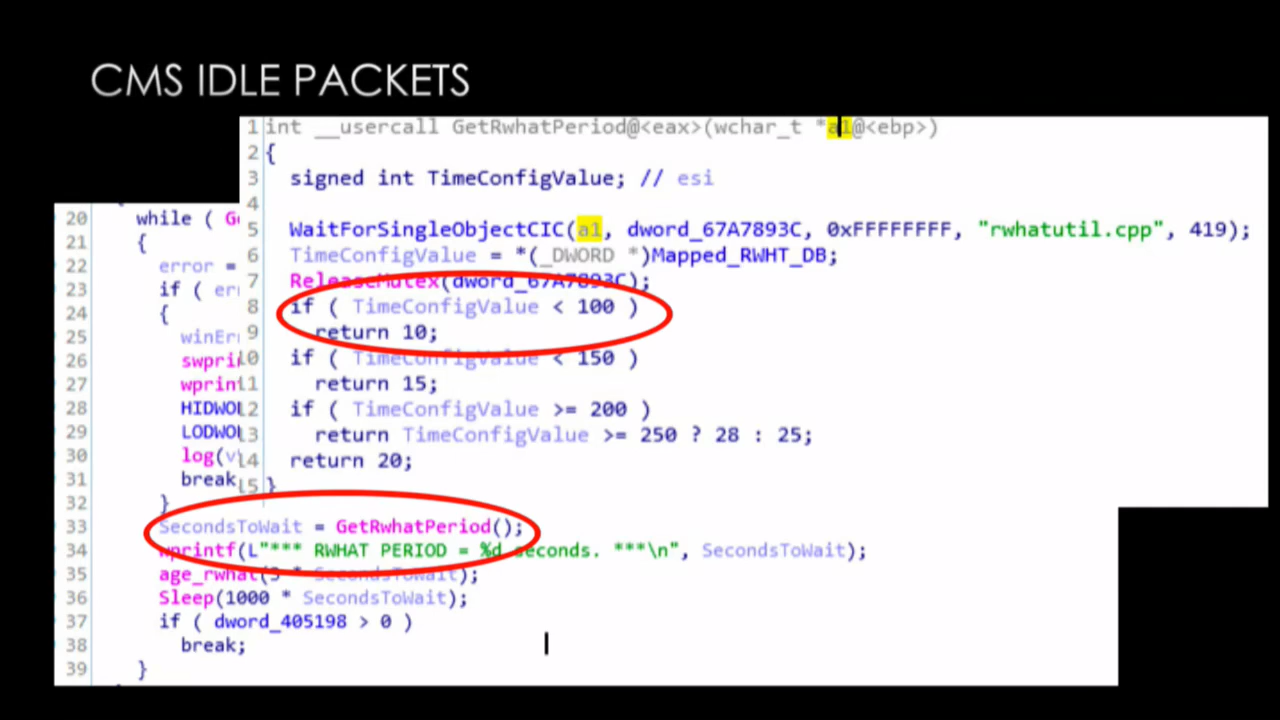 CMS IDLE PACKETS
1 int __usercall GetRwhatPeriod@<eax>(wchar_t *a1@<ebp>)
2 {
3 signed int TimeConfigValue; // esi
4
5 WaitForSingleObjectCIC(a1, dword_67A7893C, 0xFFFFFFFF, "rwhatutil.cpp", 419);
6 TimeConfigValue = *(_DWORD *)Mapped_RWHT_DB;
7 ReleaseMutex(dword_67A7893C);
8 if ( TimeConfigValue < 100 )
9 return 10;
10 if ( TimeConfigValue < 150 )
11 return 15;
12 if ( TimeConfigValue >= 200 )
13 return TimeConfigValue >= 250 ? 28 : 25;
14 return 20;
15 }
20 while ( G
21 {
22 error =
23 if ( er
24 {
25 winEr
26 swpri
27 wprin
28 HIDWO
29 LODWO
30 log(v
31 break
32 }
33 SecondsToWait = GetRwhatPeriod();
34 wprintf(L"*** RWHAT PERIOD = %d seconds. ***\n", SecondsToWait);
35 age_rwhat(3 * SecondsToWait);
36 Sleep(1000 * SecondsToWait);
37 if ( dword_405198 > 0 )
38 break;
39 }